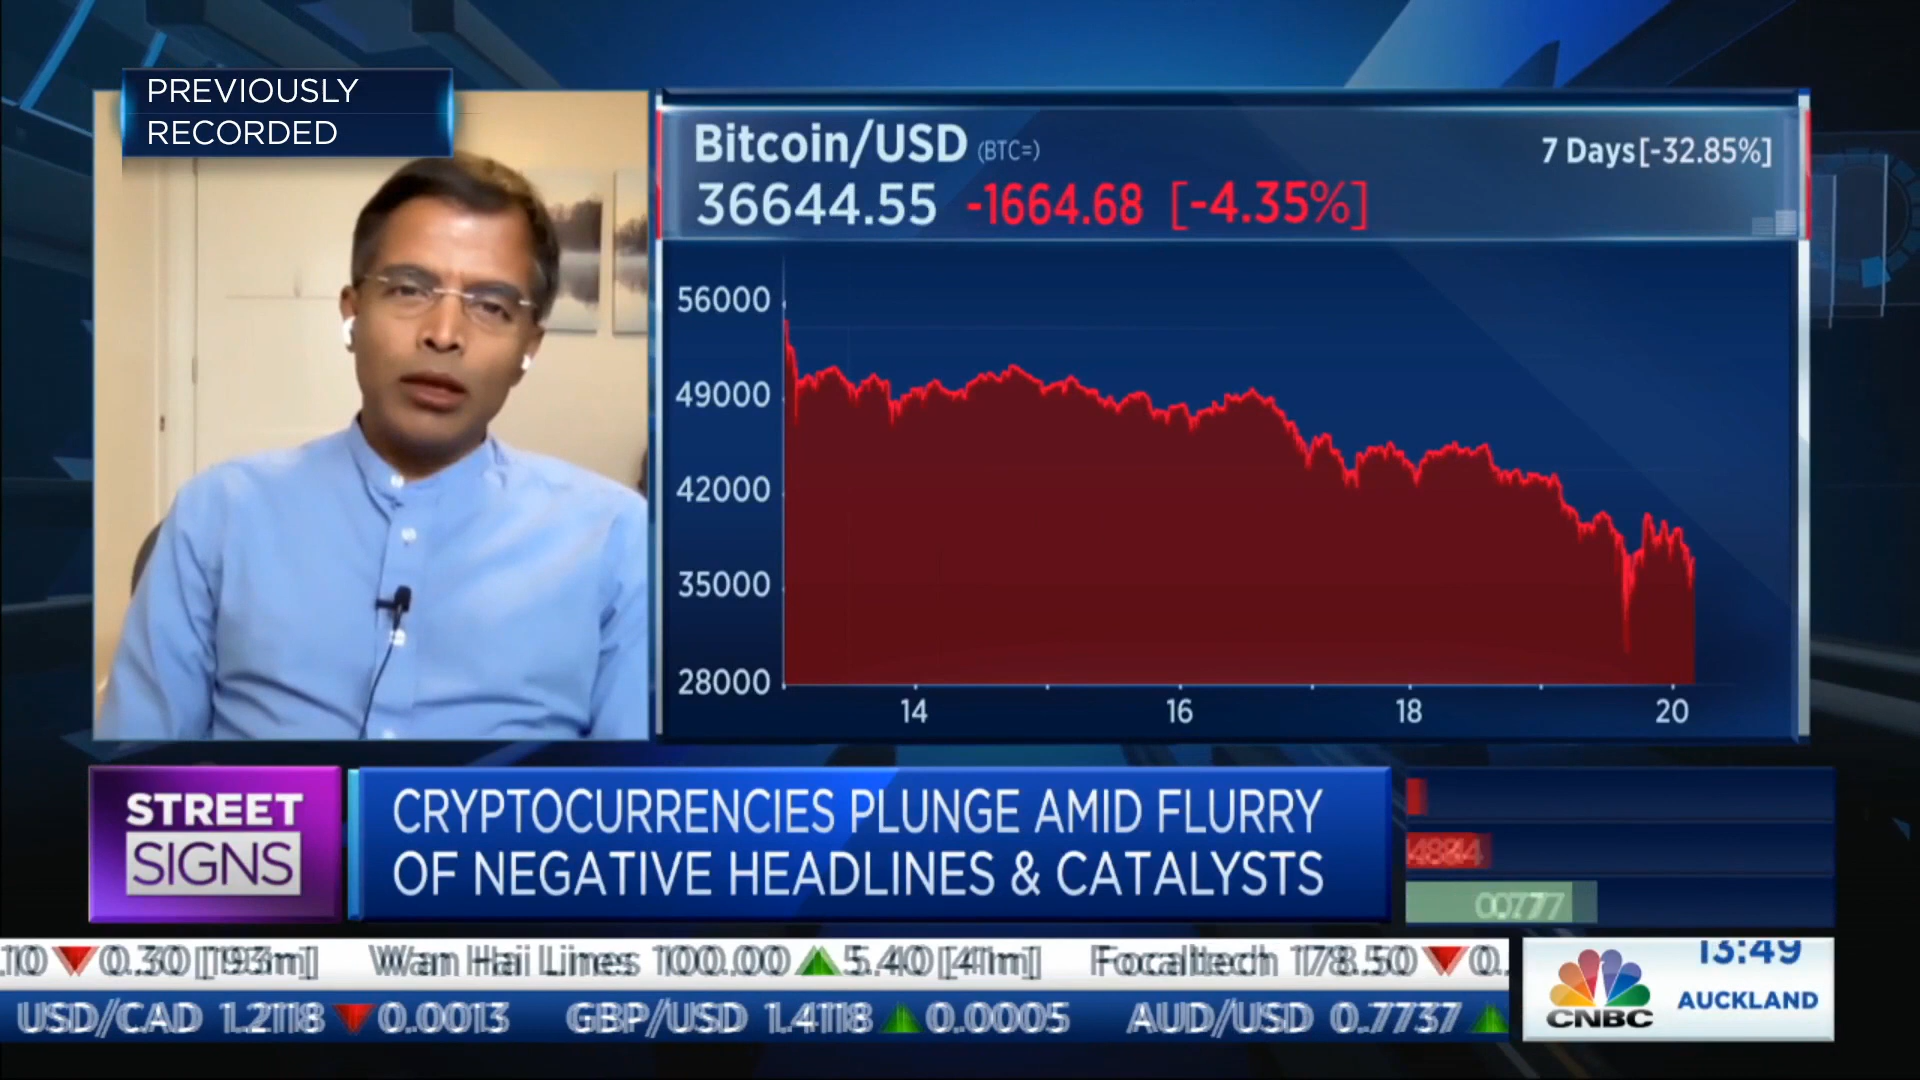 PREVIOUSLY
RECORDED
Bitcoin/USD (BTC=)
7 Days[-32.85%]
36644.55 -1664.68 [-4.35%]
56000
49000
42000
35000
28000
14 16 18 20
STREET
SIGNS
CRYPTOCURRENCIES PLUNGE AMID FLURRY
OF NEGATIVE HEADLINES & CATALYSTS
.10 ▼0.30 [193m] Wan Hai Lines 100.00 ▲5.40 [41m] Focaltech 178.50 ▼0.
USD/CAD 1.2118 ▼0.0013 GBP/USD 1.4118 ▲0.0005 AUD/USD 0.7737 ▲
13:49
AUCKLAND
CNBC